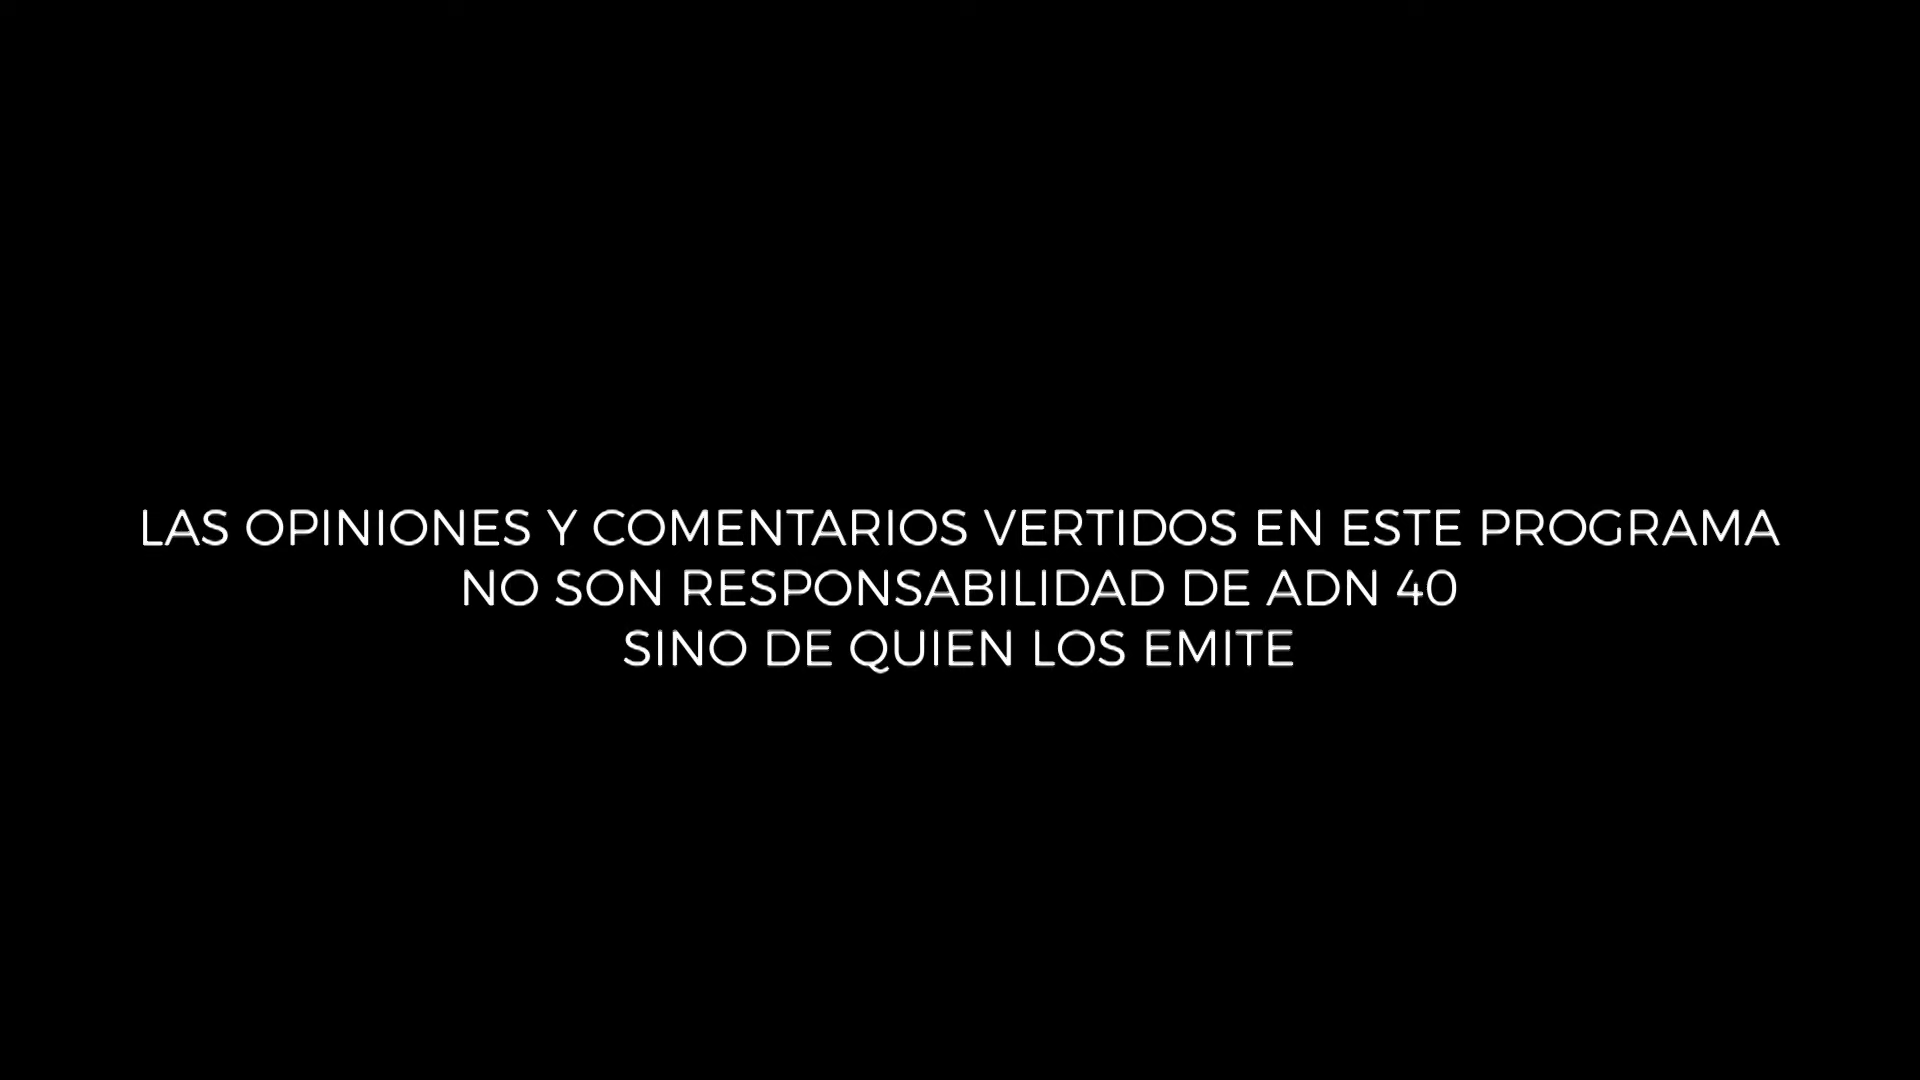 LAS OPINIONES Y COMENTARIOS VERTIDOS EN ESTE PROGRAMA
NO SON RESPONSABILIDAD DE ADN 40
SINO DE QUIEN LOS EMITE